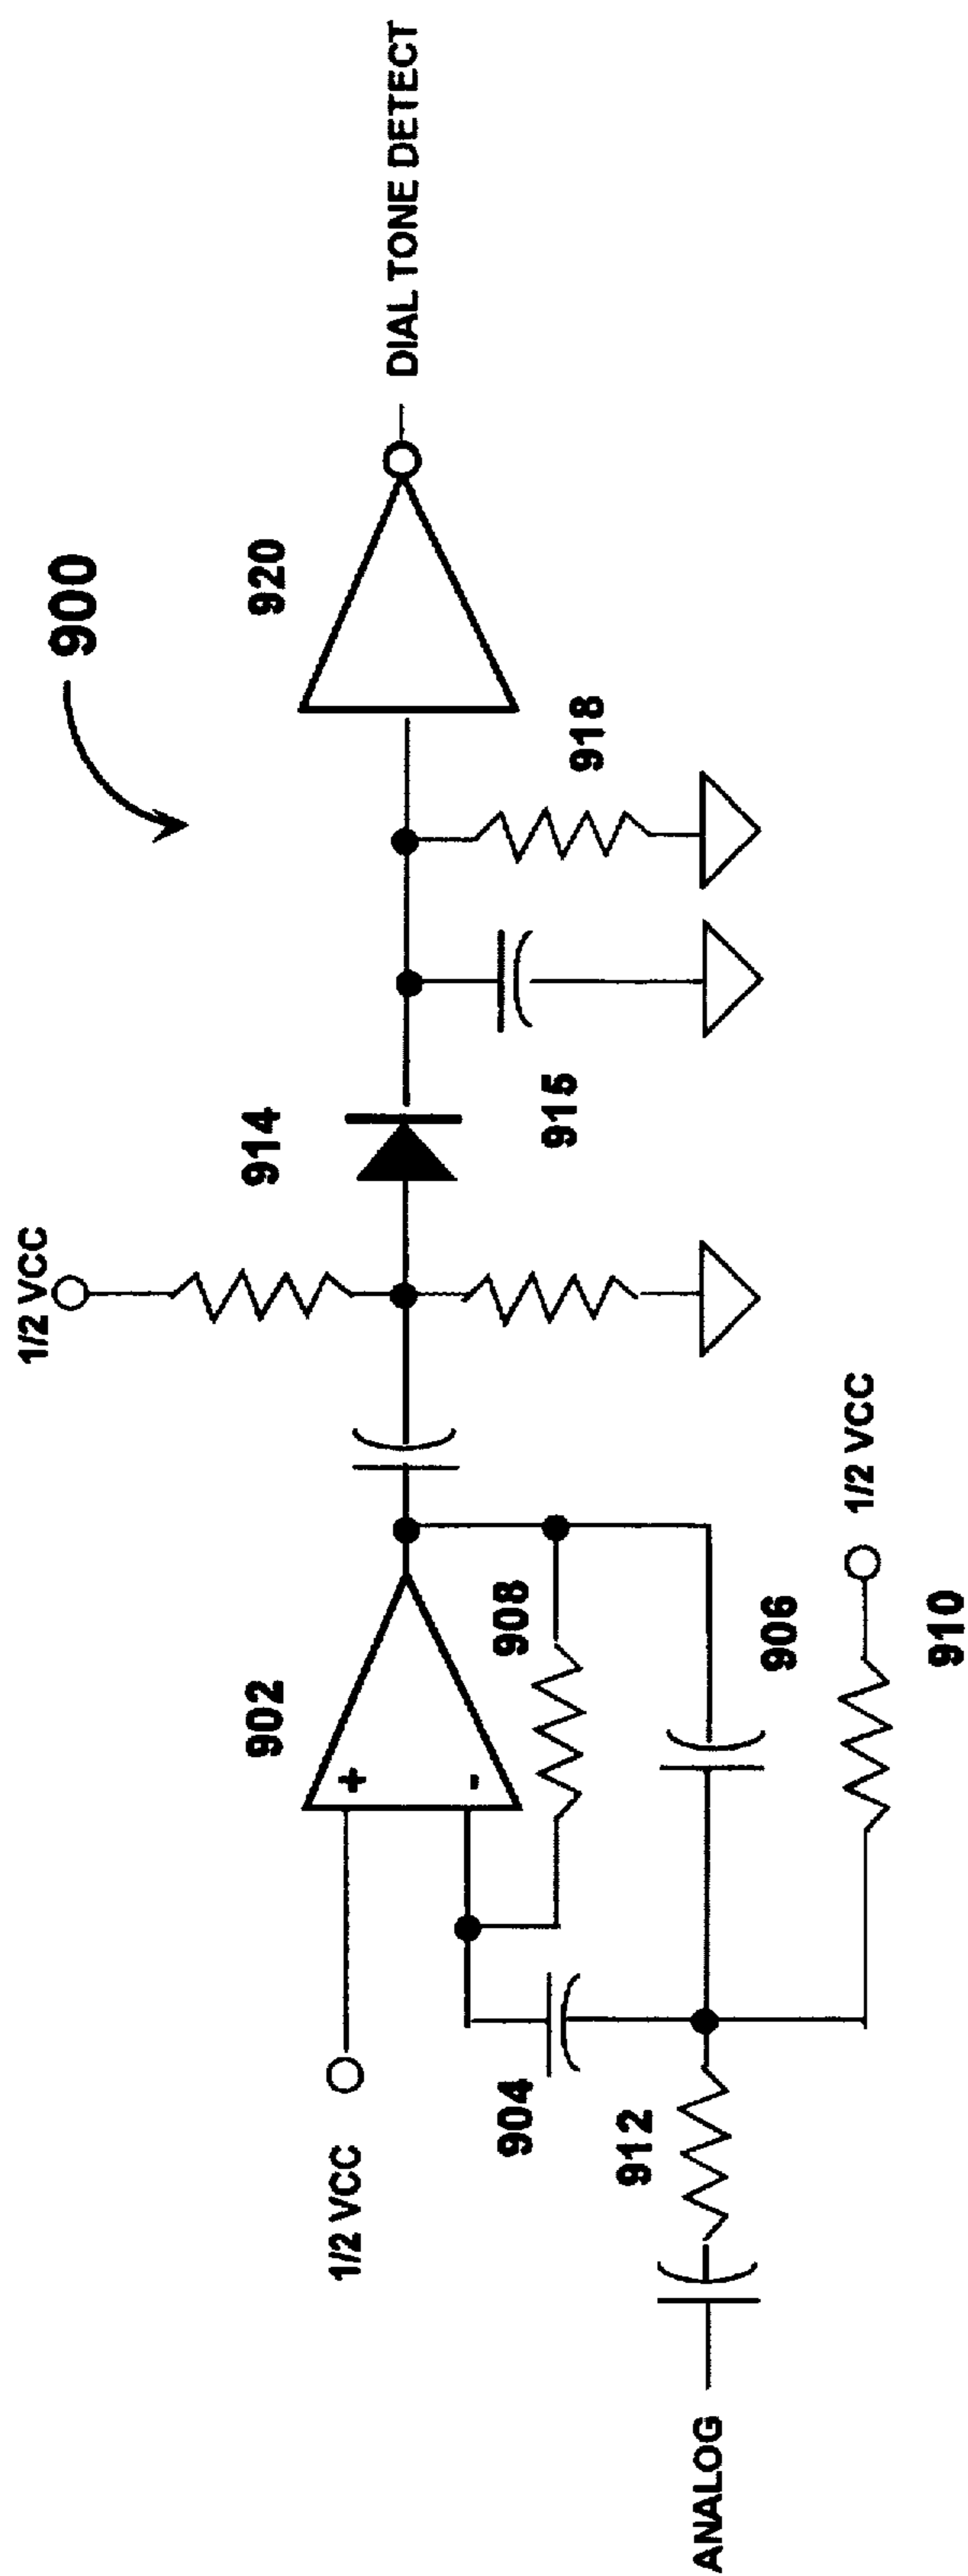 900
1/2 VCC
902
+
-
1/2 VCC
914
920
DIAL TONE DETECT
908
904
906
915
918
ANALOG
912
910
1/2 VCC